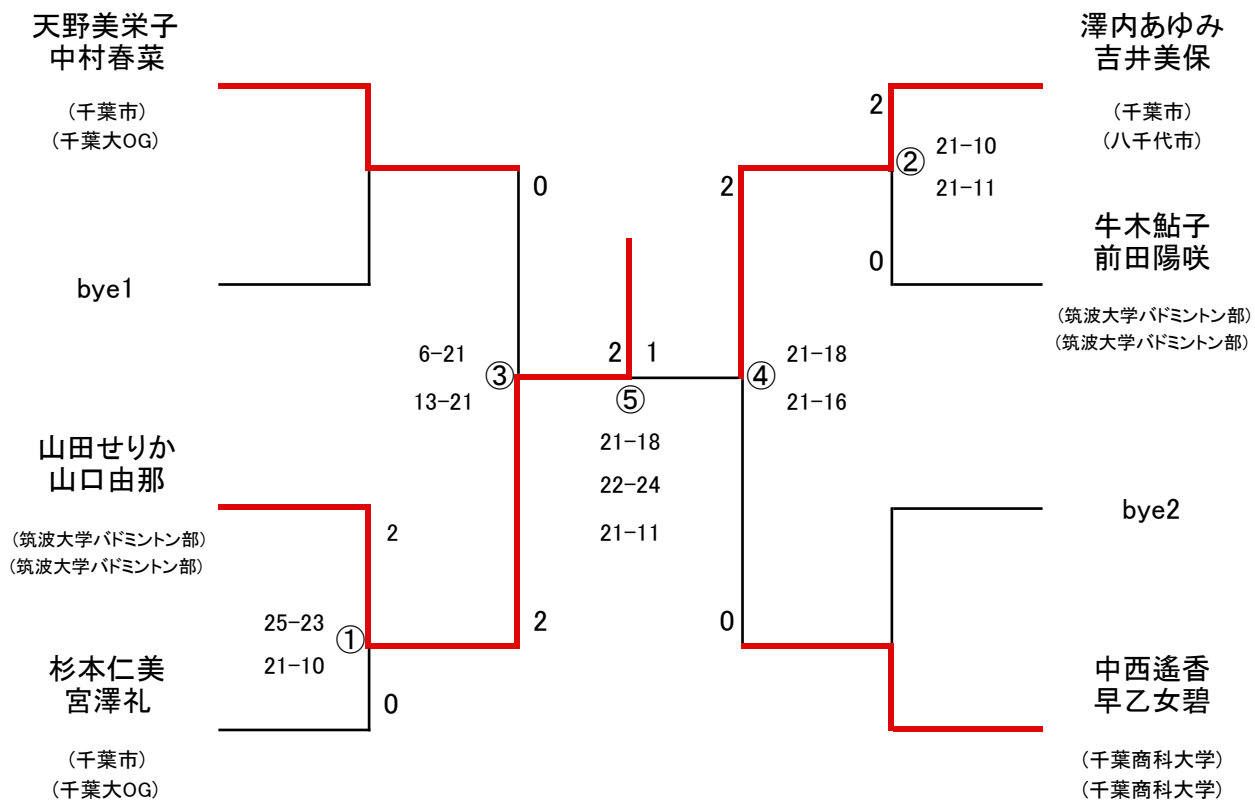 天野美栄子
中村春菜
(千葉市)
(千葉大OG)
bye1
山田せりか
山口由那
(筑波大学バドミントン部)
(筑波大学バドミントン部)
杉本仁美
宮澤礼
(千葉市)
(千葉大OG)
2
25-23
①
21-10
0
0
6-21
③
13-21
2
2
1
⑤
21-18
22-24
21-11
2
④
21-18
21-16
0
2
②
21-10
21-11
0
澤内あゆみ
吉井美保
(千葉市)
(八千代市)
牛木鮎子
前田陽咲
(筑波大学バドミントン部)
(筑波大学バドミントン部)
bye2
中西遙香
早乙女碧
(千葉商科大学)
(千葉商科大学)